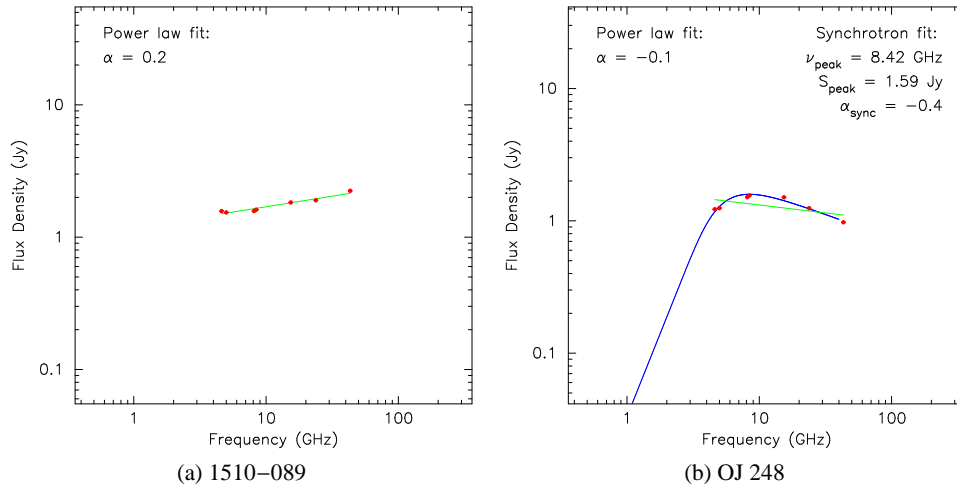 Power law fit:
α = 0.2
10
1
0.1
Flux Density (Jy)
1
10
100
Frequency (GHz)
(a) 1510−089
Power law fit:
α = −0.1
Synchrotron fit:
ν_peak = 8.42 GHz
S_peak = 1.59 Jy
α_sync = −0.4
10
1
0.1
Flux Density (Jy)
1
10
100
Frequency (GHz)
(b) OJ 248